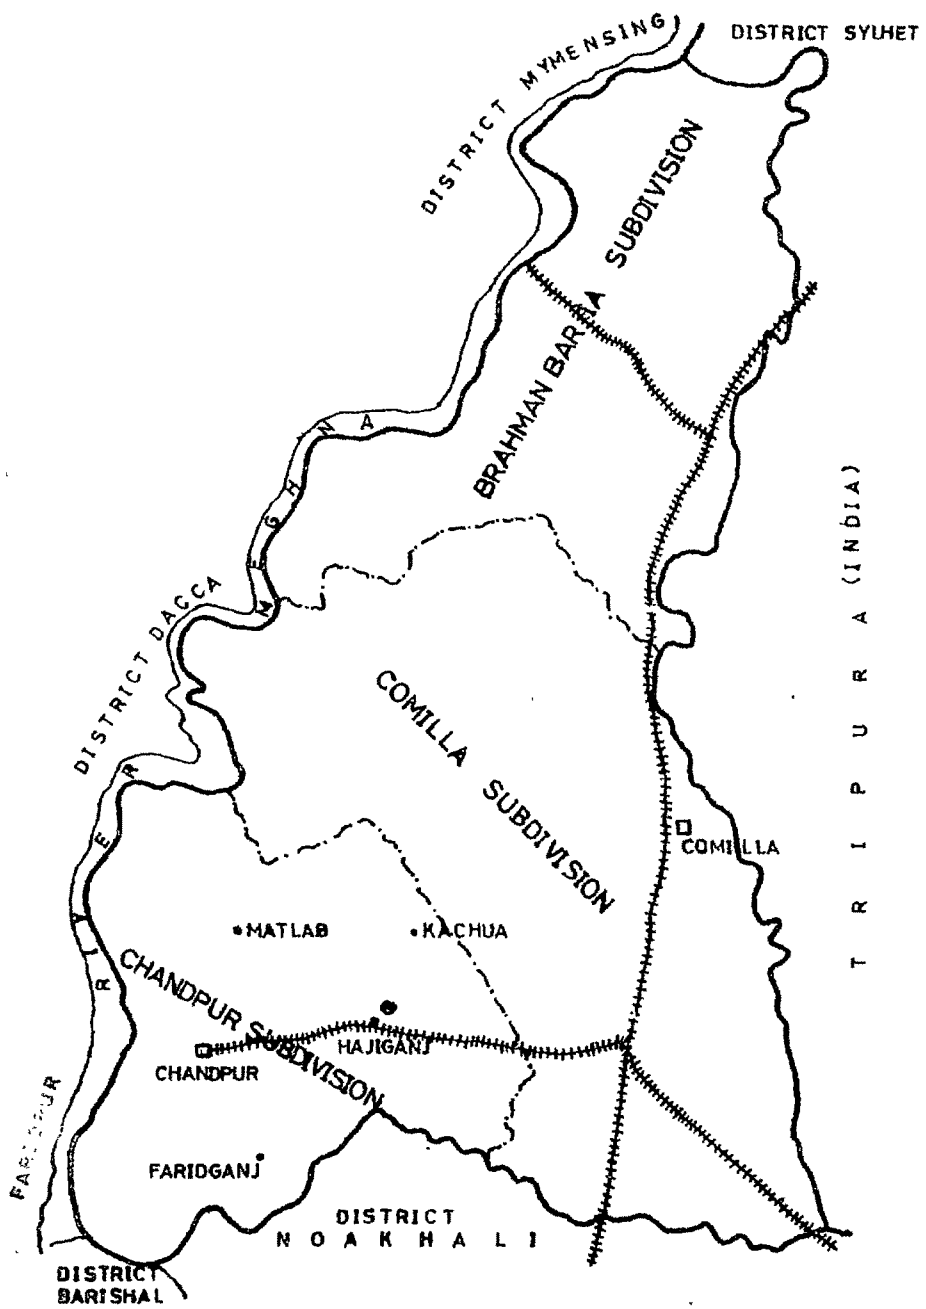 DISTRICT SYLHET
DISTRICT MYMENSING
BRAHMAN BARIA SUBDIVISION
MEGHNA
DISTRICT DACCA
TRIPURA (INDIA)
COMILLA SUBDIVISION
RIVER
COMILLA
MATLAB
KACHUA
CHANDPUR SUBDIVISION
HAJIGANJ
CHANDPUR
FARIDPUR
FARIDGANJ
DISTRICT
NOAKHALI
DISTRICT
BARISHAL